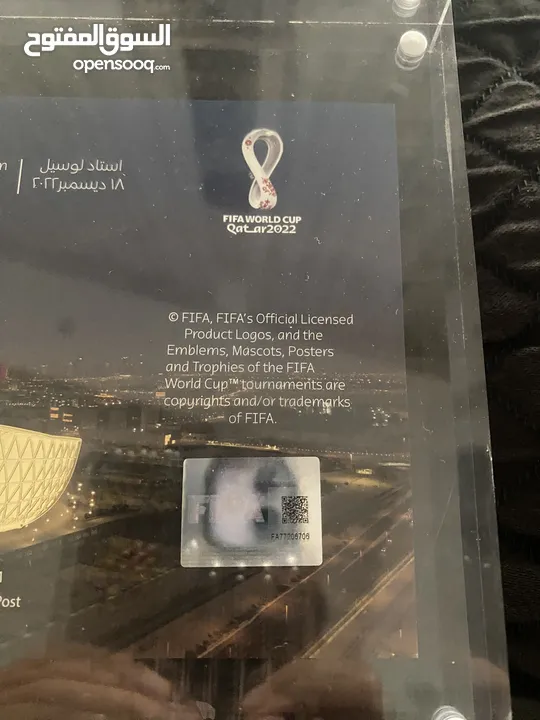 السوق المفتوح
opensooq.com
استاد لوسيل
١٨ ديسمبر٢٠٢٢
FIFA WORLD CUP
Qatar2022
© FIFA, FIFA's Official Licensed
Product Logos, and the
Emblems, Mascots, Posters
and Trophies of the FIFA
World Cup™ tournaments are
copyrights and/or trademarks
of FIFA.
FIFA
FA77006706
Post